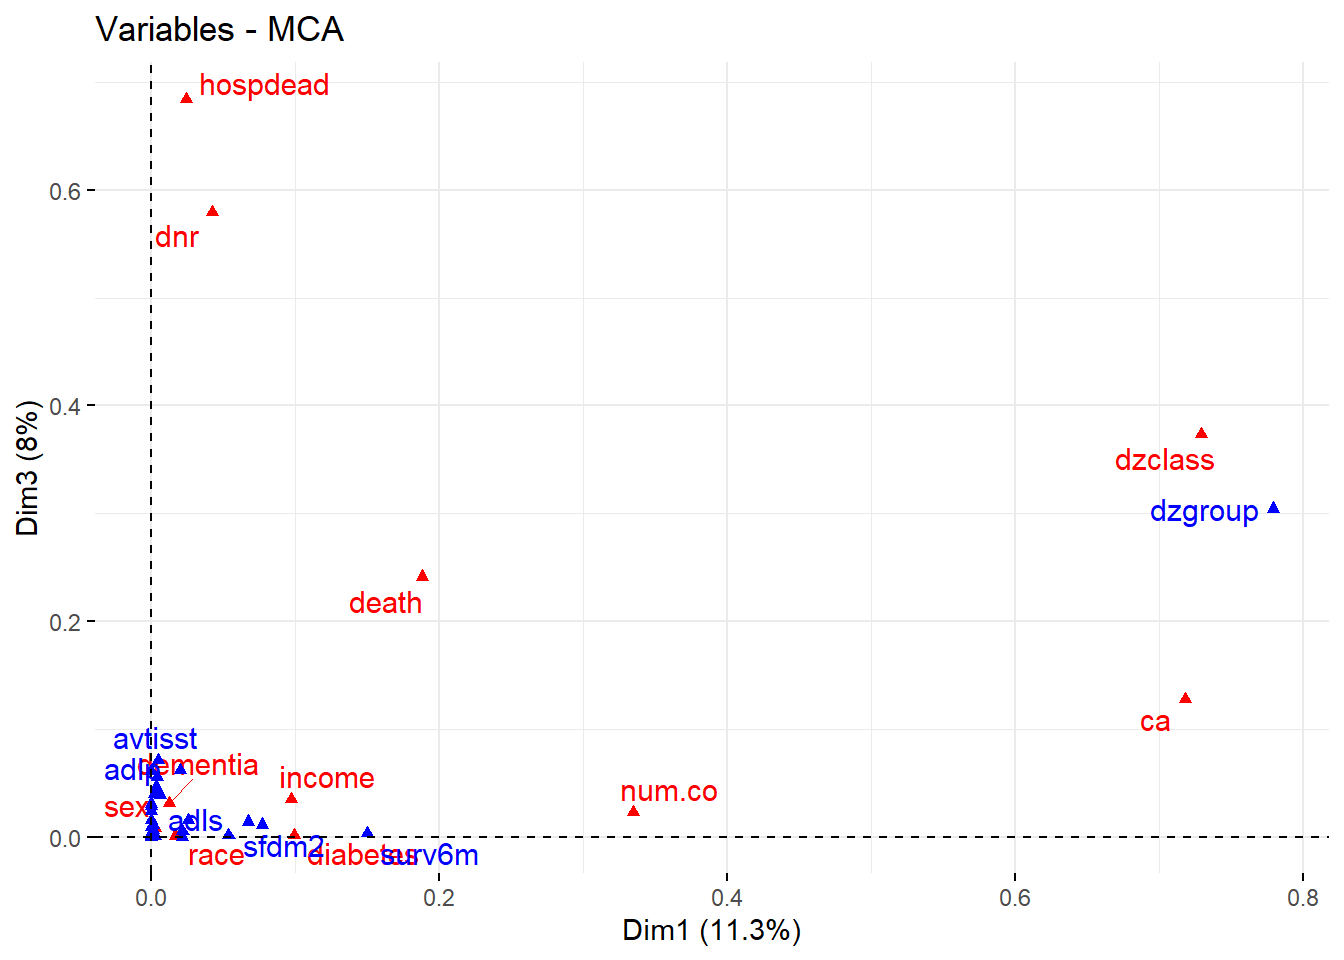 Variables - MCA
hospdead
0.6
dnr
0.4
dzclass
dzgroup
death
0.2
ca
avtisst
dementia
adlp
income
num.co
sex
adls
0.0
race
sfdm2
diabetes
surv6m
0.0 0.2 0.4 0.6 0.8
Dim1 (11.3%)
Dim3 (8%)